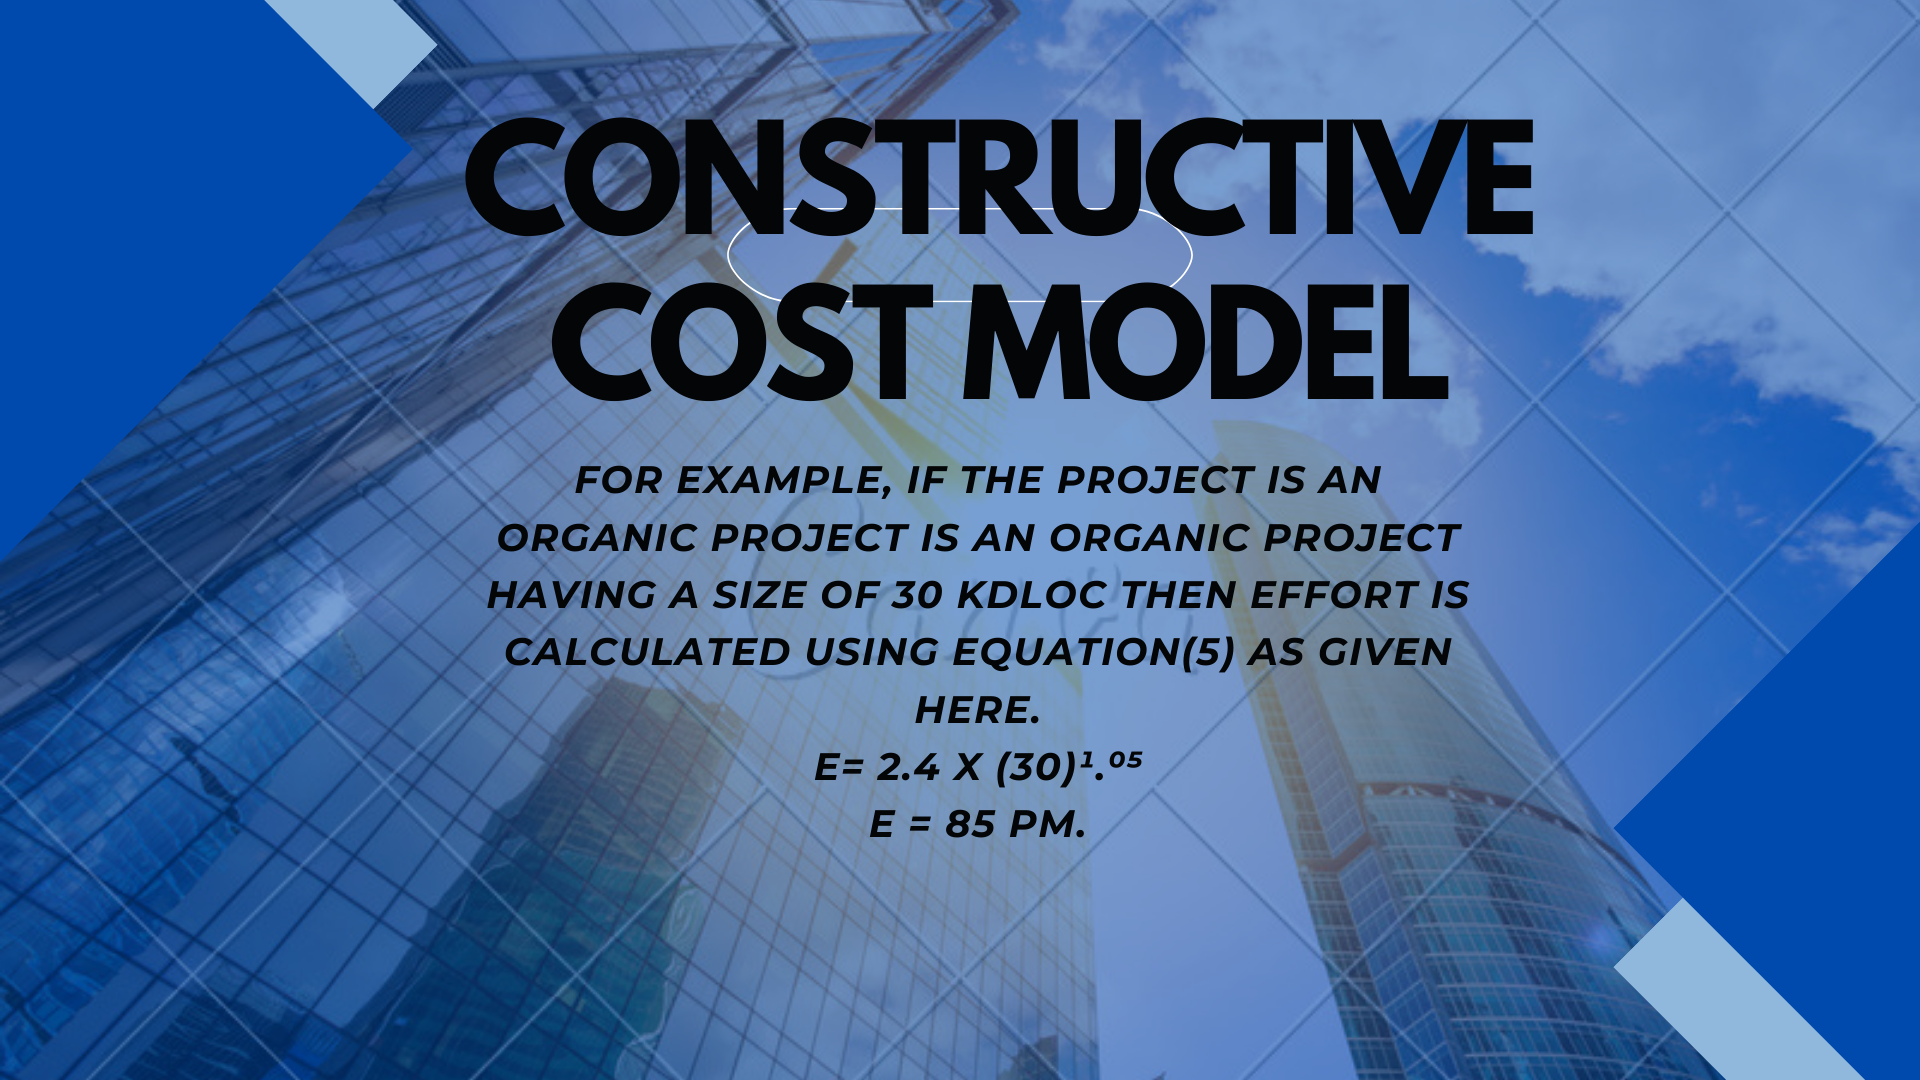 CONSTRUCTIVE
COST MODEL
FOR EXAMPLE, IF THE PROJECT IS AN
ORGANIC PROJECT IS AN ORGANIC PROJECT
HAVING A SIZE OF 30 KDLOC THEN EFFORT IS
CALCULATED USING EQUATION(5) AS GIVEN
HERE.
E= 2.4 X (30)¹.⁰⁵
E = 85 PM.
Canva